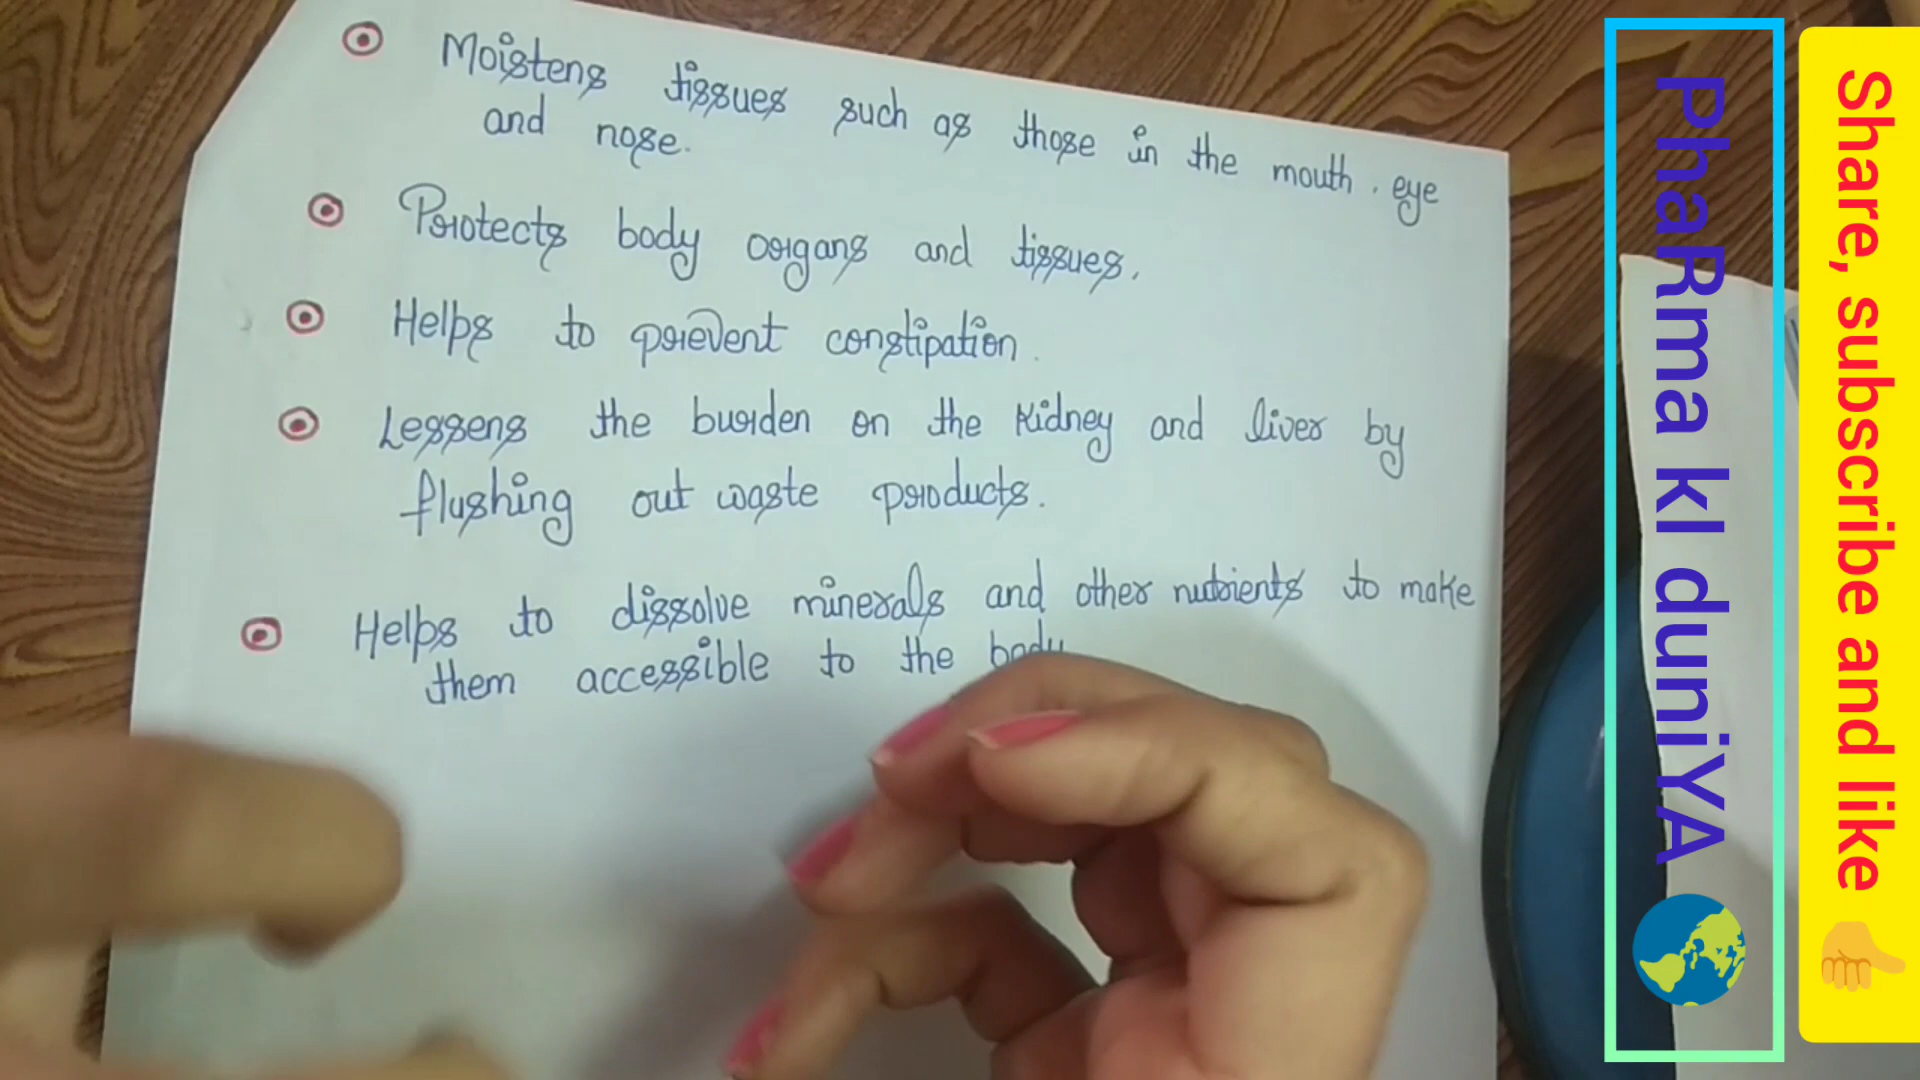 Moistens tissues such as those in the mouth, eye
and nose.
Protects body organs and tissues.
Helps to prevent constipation.
Lessens the burden on the kidney and liver by
flushing out waste products.
Helps to dissolve minerals and other nutrients to make
them accessible to the body
PhaRma kI duniYA
Share, subscribe and like